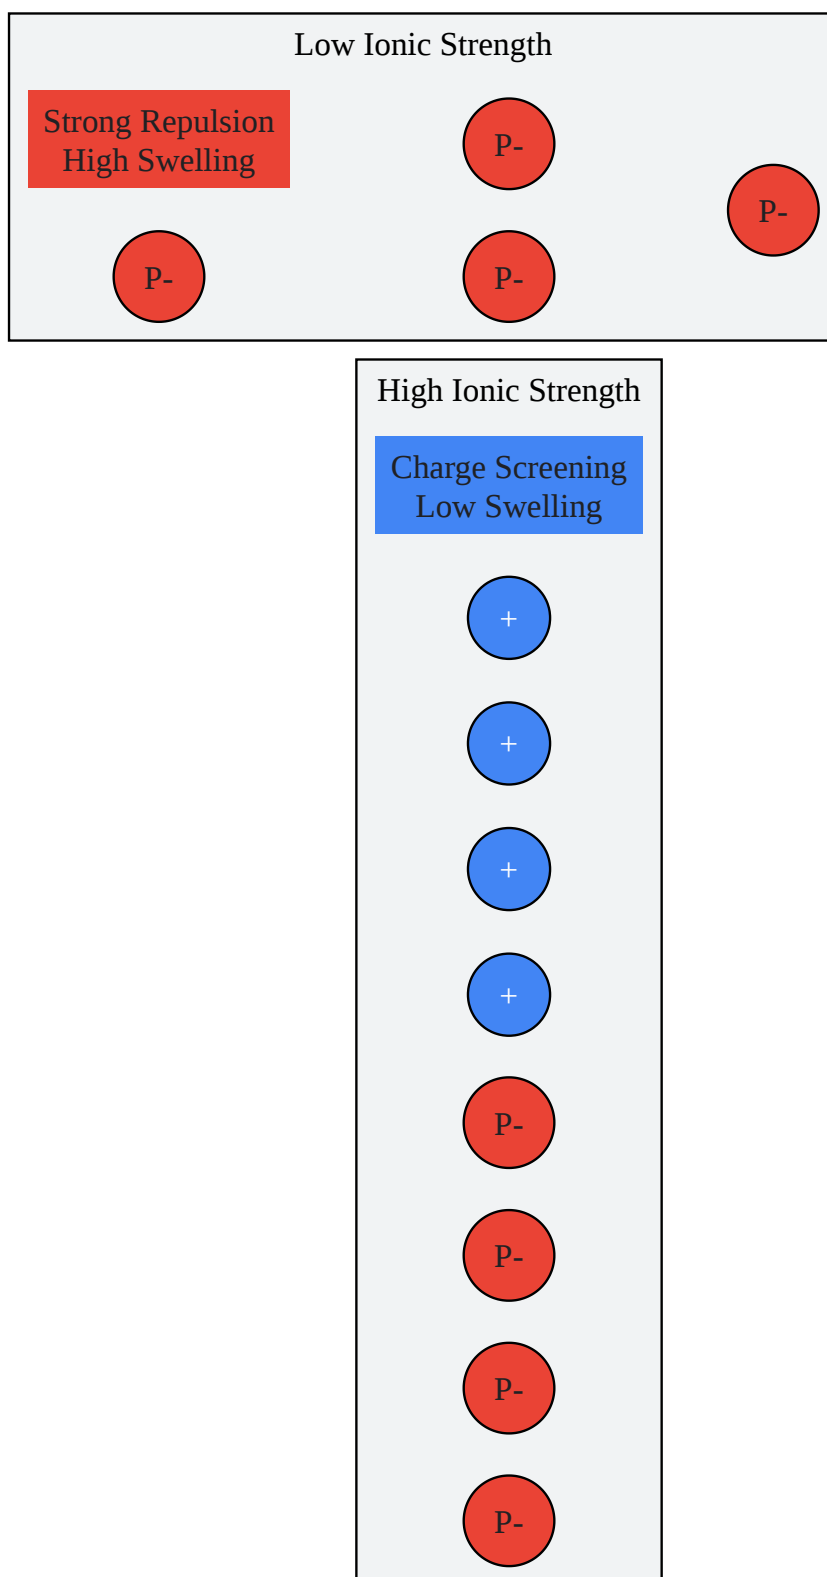 Low Ionic Strength
Strong Repulsion
High Swelling
P-
P-
P-
P-
High Ionic Strength
Charge Screening
Low Swelling
+
+
+
+
P-
P-
P-
P-